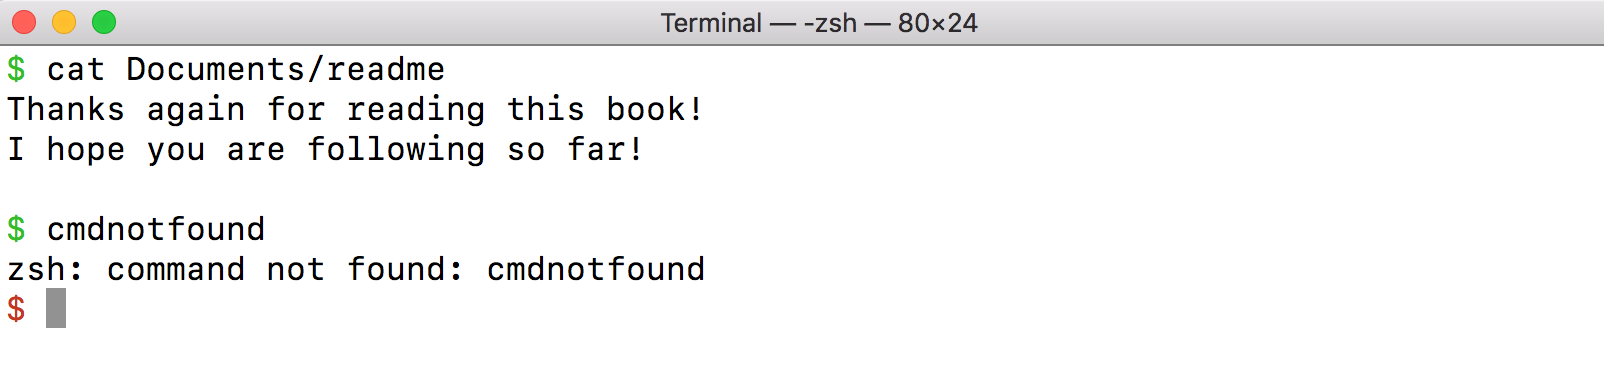 Terminal — -zsh — 80×24
$ cat Documents/readme
Thanks again for reading this book!
I hope you are following so far!
$ cmdnotfound
zsh: command not found: cmdnotfound
$